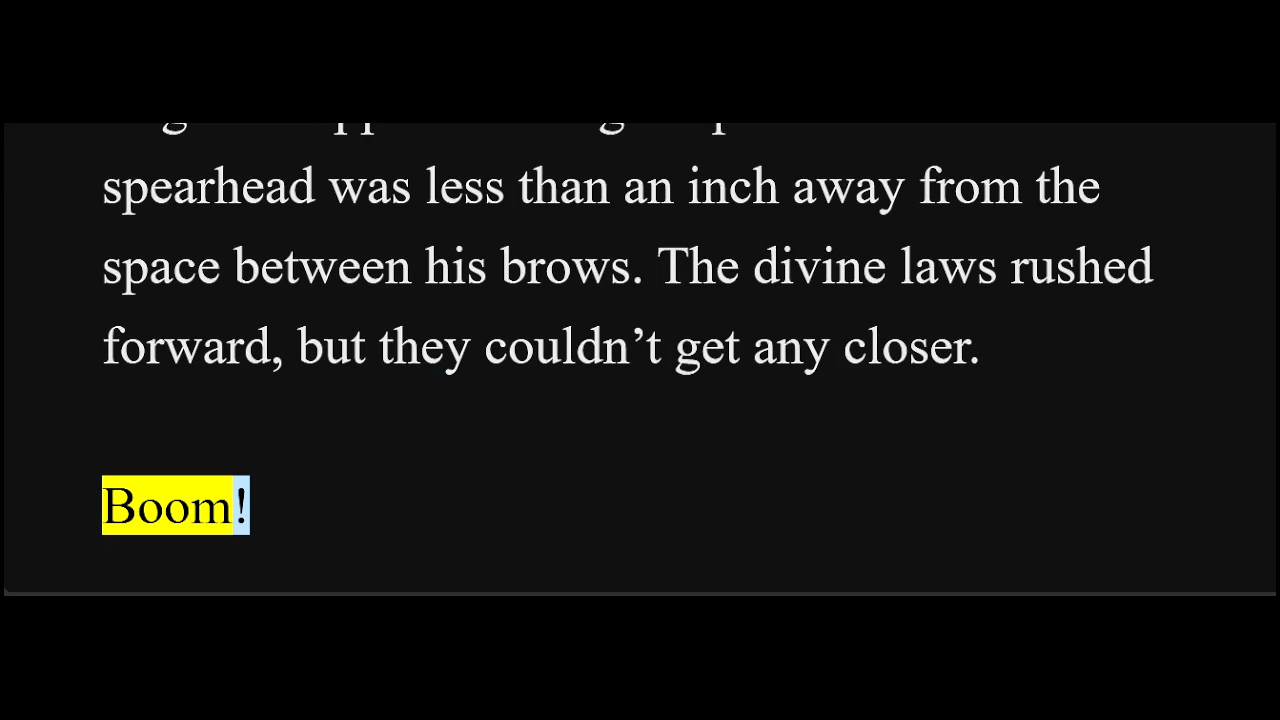 spearhead was less than an inch away from the
space between his brows. The divine laws rushed
forward, but they couldn’t get any closer.
Boom!